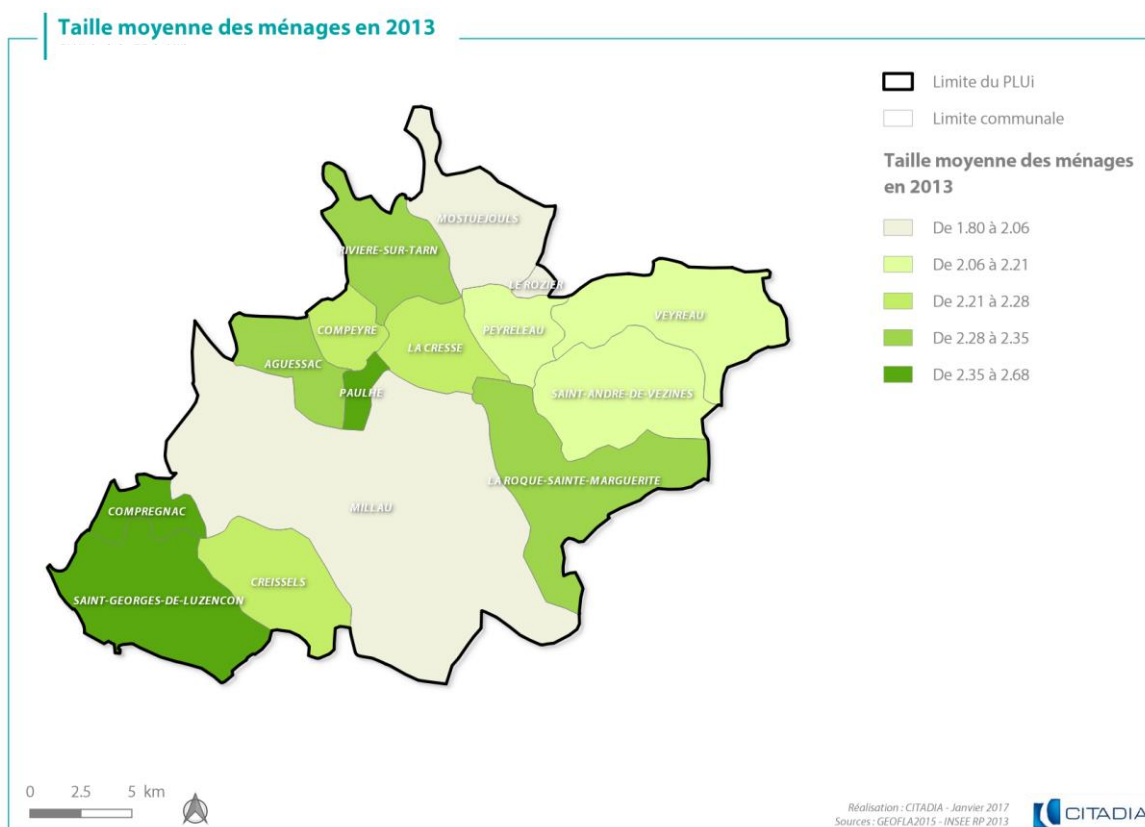 Taille moyenne des ménages en 2013
Limite du PLUi
Limite communale
Taille moyenne des ménages
en 2013
De 1.80 à 2.06
De 2.06 à 2.21
De 2.21 à 2.28
De 2.28 à 2.35
De 2.35 à 2.68
MOSTUEJOULS
RIVIERE-SUR-TARN
LE ROZIER
VEYREAU
COMPEYRE
PEYRELEAU
LA CRESSE
AGUESSAC
PAULHE
SAINT-ANDRE-DE-VEZINES
LA ROQUE-SAINTE-MARGUERITE
MILLAU
COMPREGNAC
CREISSELS
SAINT-GEORGES-DE-LUZENCON
0 2.5 5 km
Réalisation : CITADIA - Janvier 2017
Sources : GEOFLA2015 - INSEE RP 2013
CITADIA